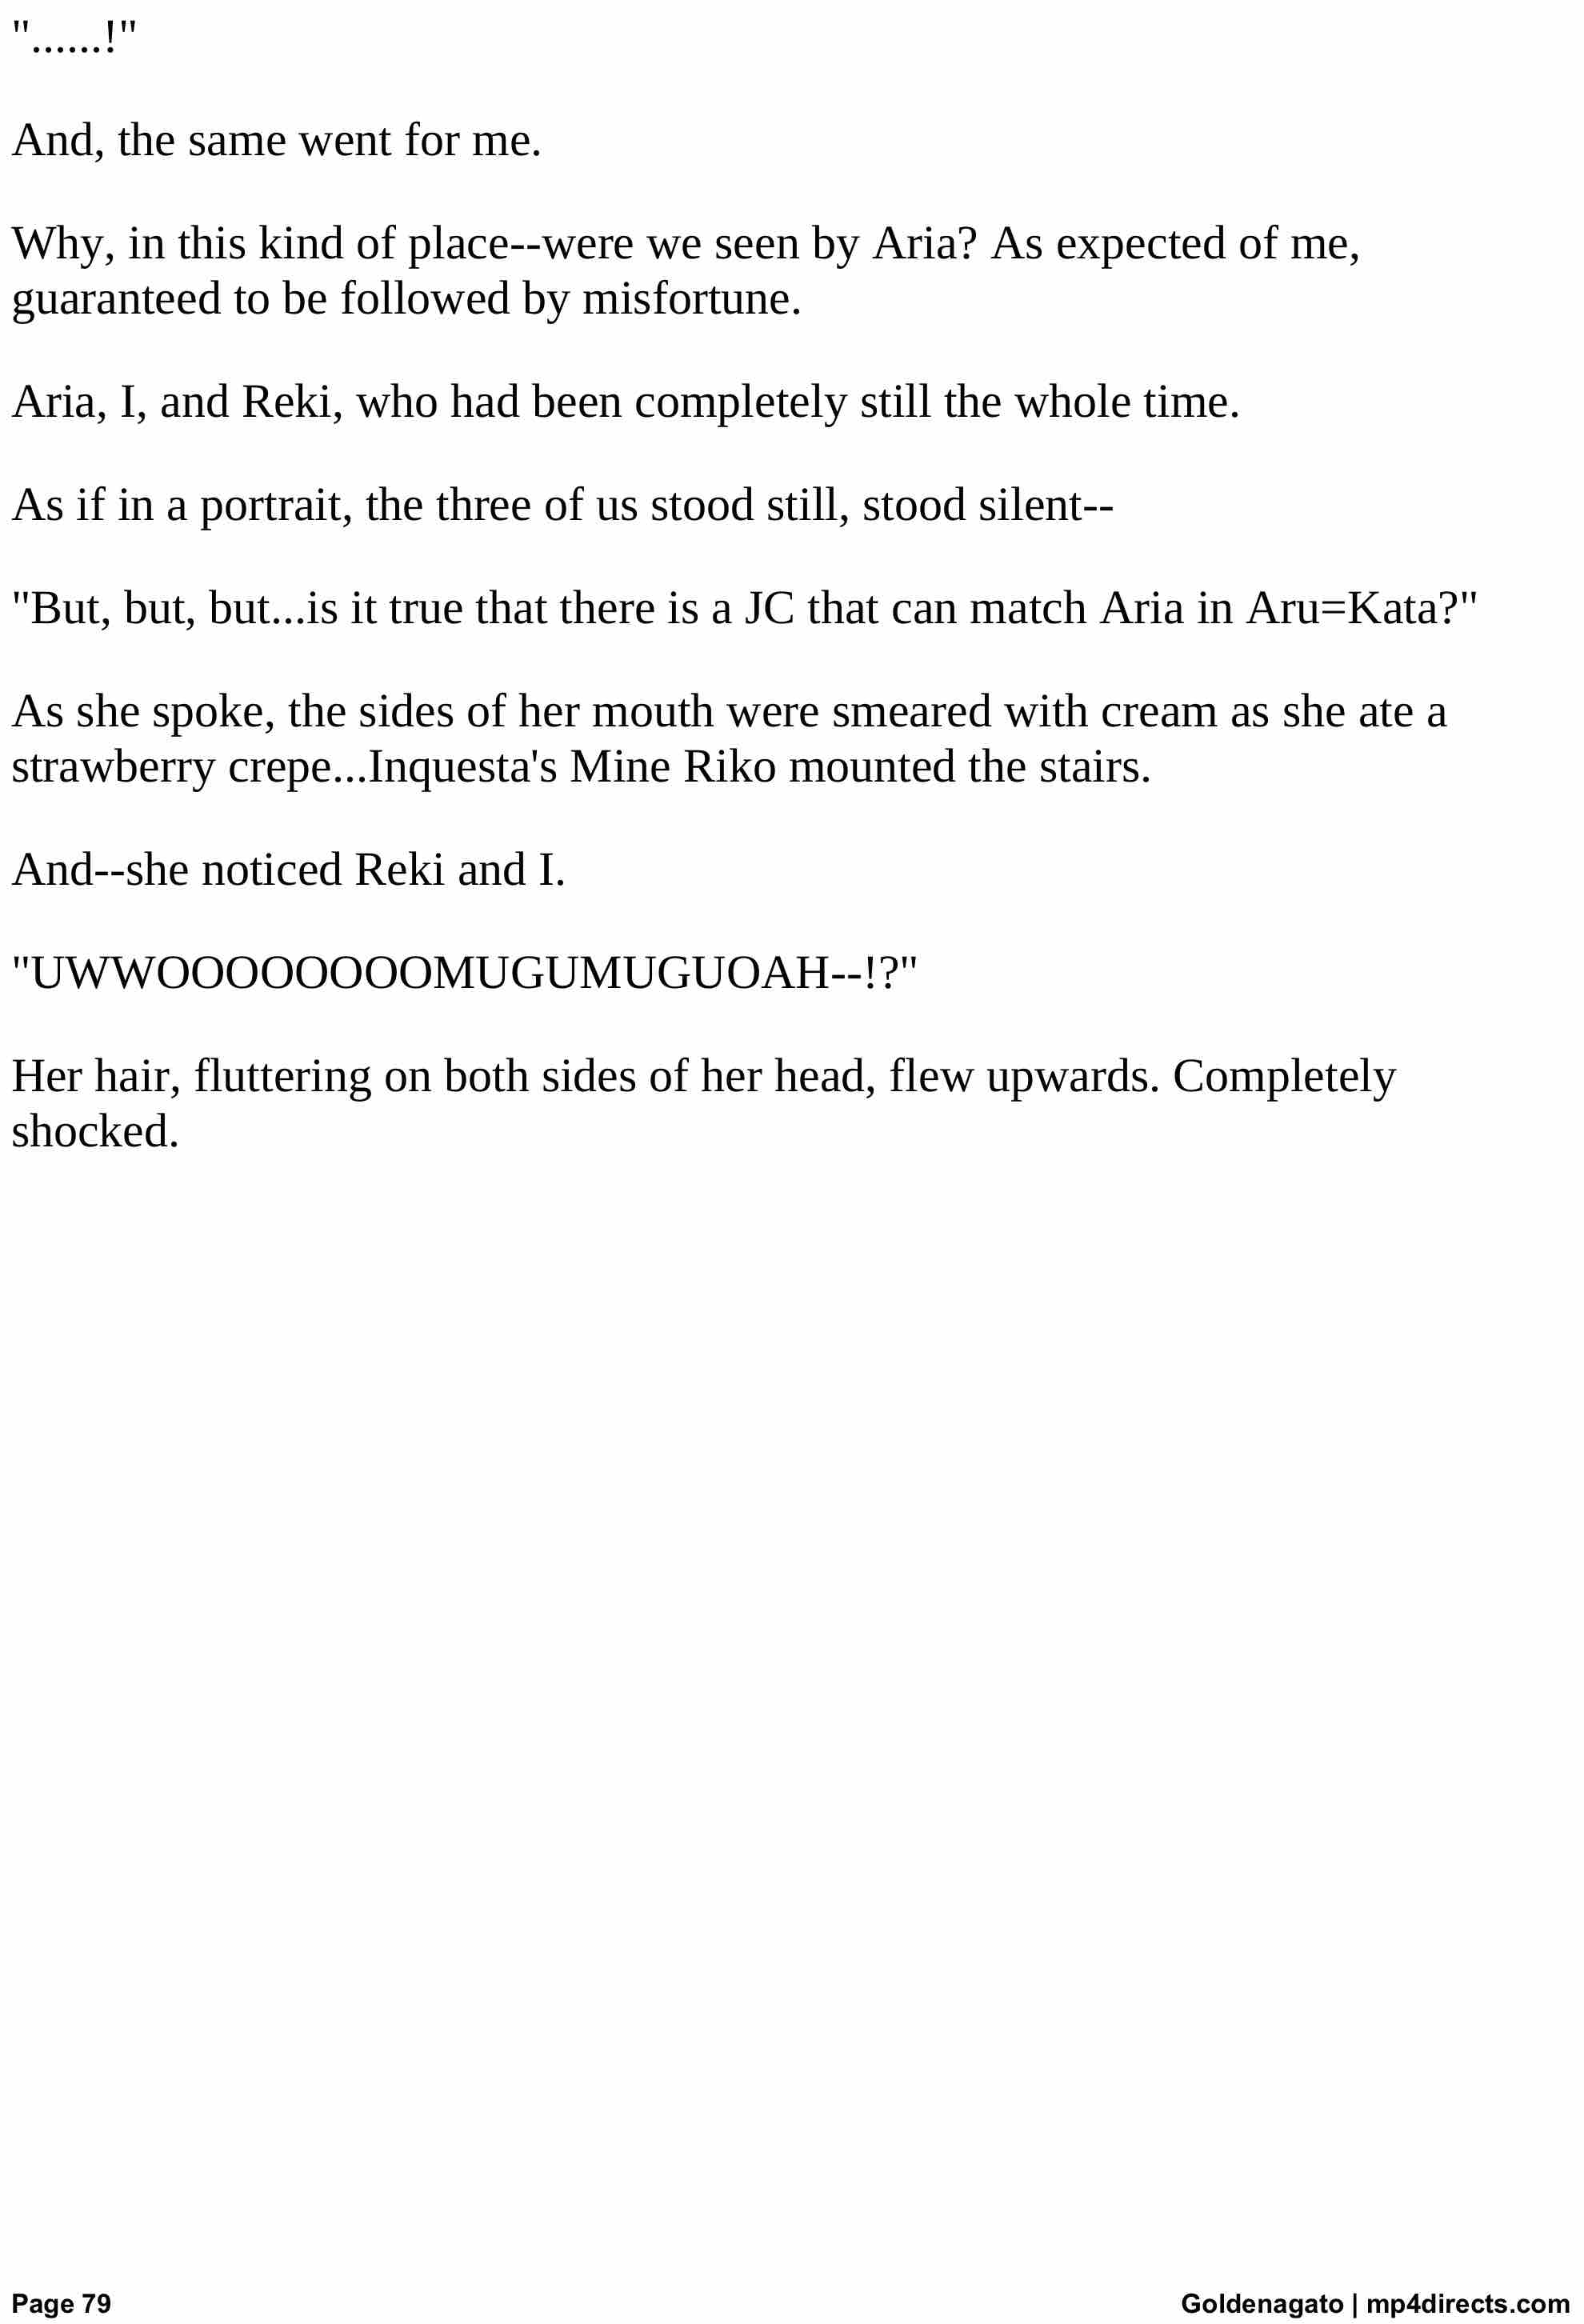 "......!"
And, the same went for me.
Why, in this kind of place--were we seen by Aria? As expected of me,
guaranteed to be followed by misfortune.
Aria, I, and Reki, who had been completely still the whole time.
As if in a portrait, the three of us stood still, stood silent--
"But, but, but...is it true that there is a JC that can match Aria in Aru=Kata?"
As she spoke, the sides of her mouth were smeared with cream as she ate a
strawberry crepe...Inquesta's Mine Riko mounted the stairs.
And--she noticed Reki and I.
"UWWOOOOOOOOMUGUMUGUOAH--!?"
Her hair, fluttering on both sides of her head, flew upwards. Completely
shocked.
Page 79
Goldenagato | mp4directs.com